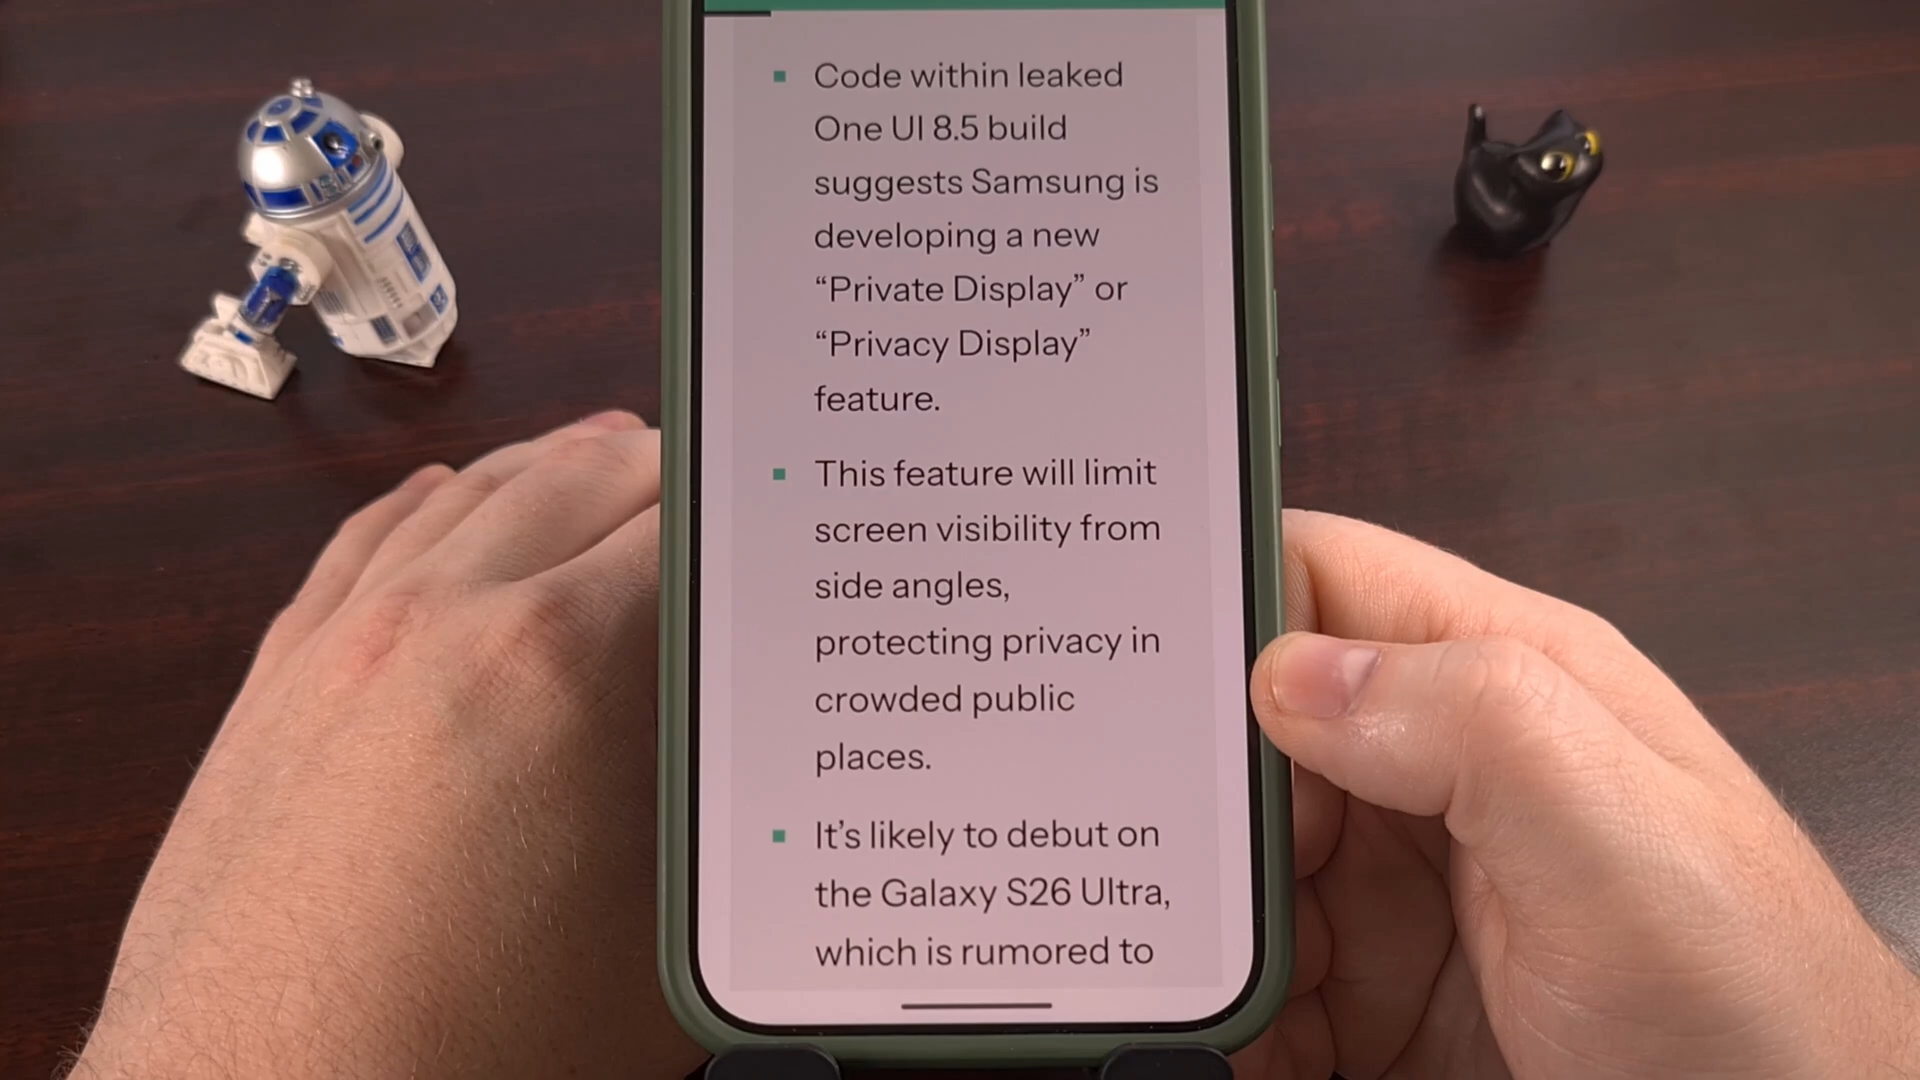 Code within leaked
One UI 8.5 build
suggests Samsung is
developing a new
“Private Display” or
“Privacy Display”
feature.
This feature will limit
screen visibility from
side angles,
protecting privacy in
crowded public
places.
It’s likely to debut on
the Galaxy S26 Ultra,
which is rumored to